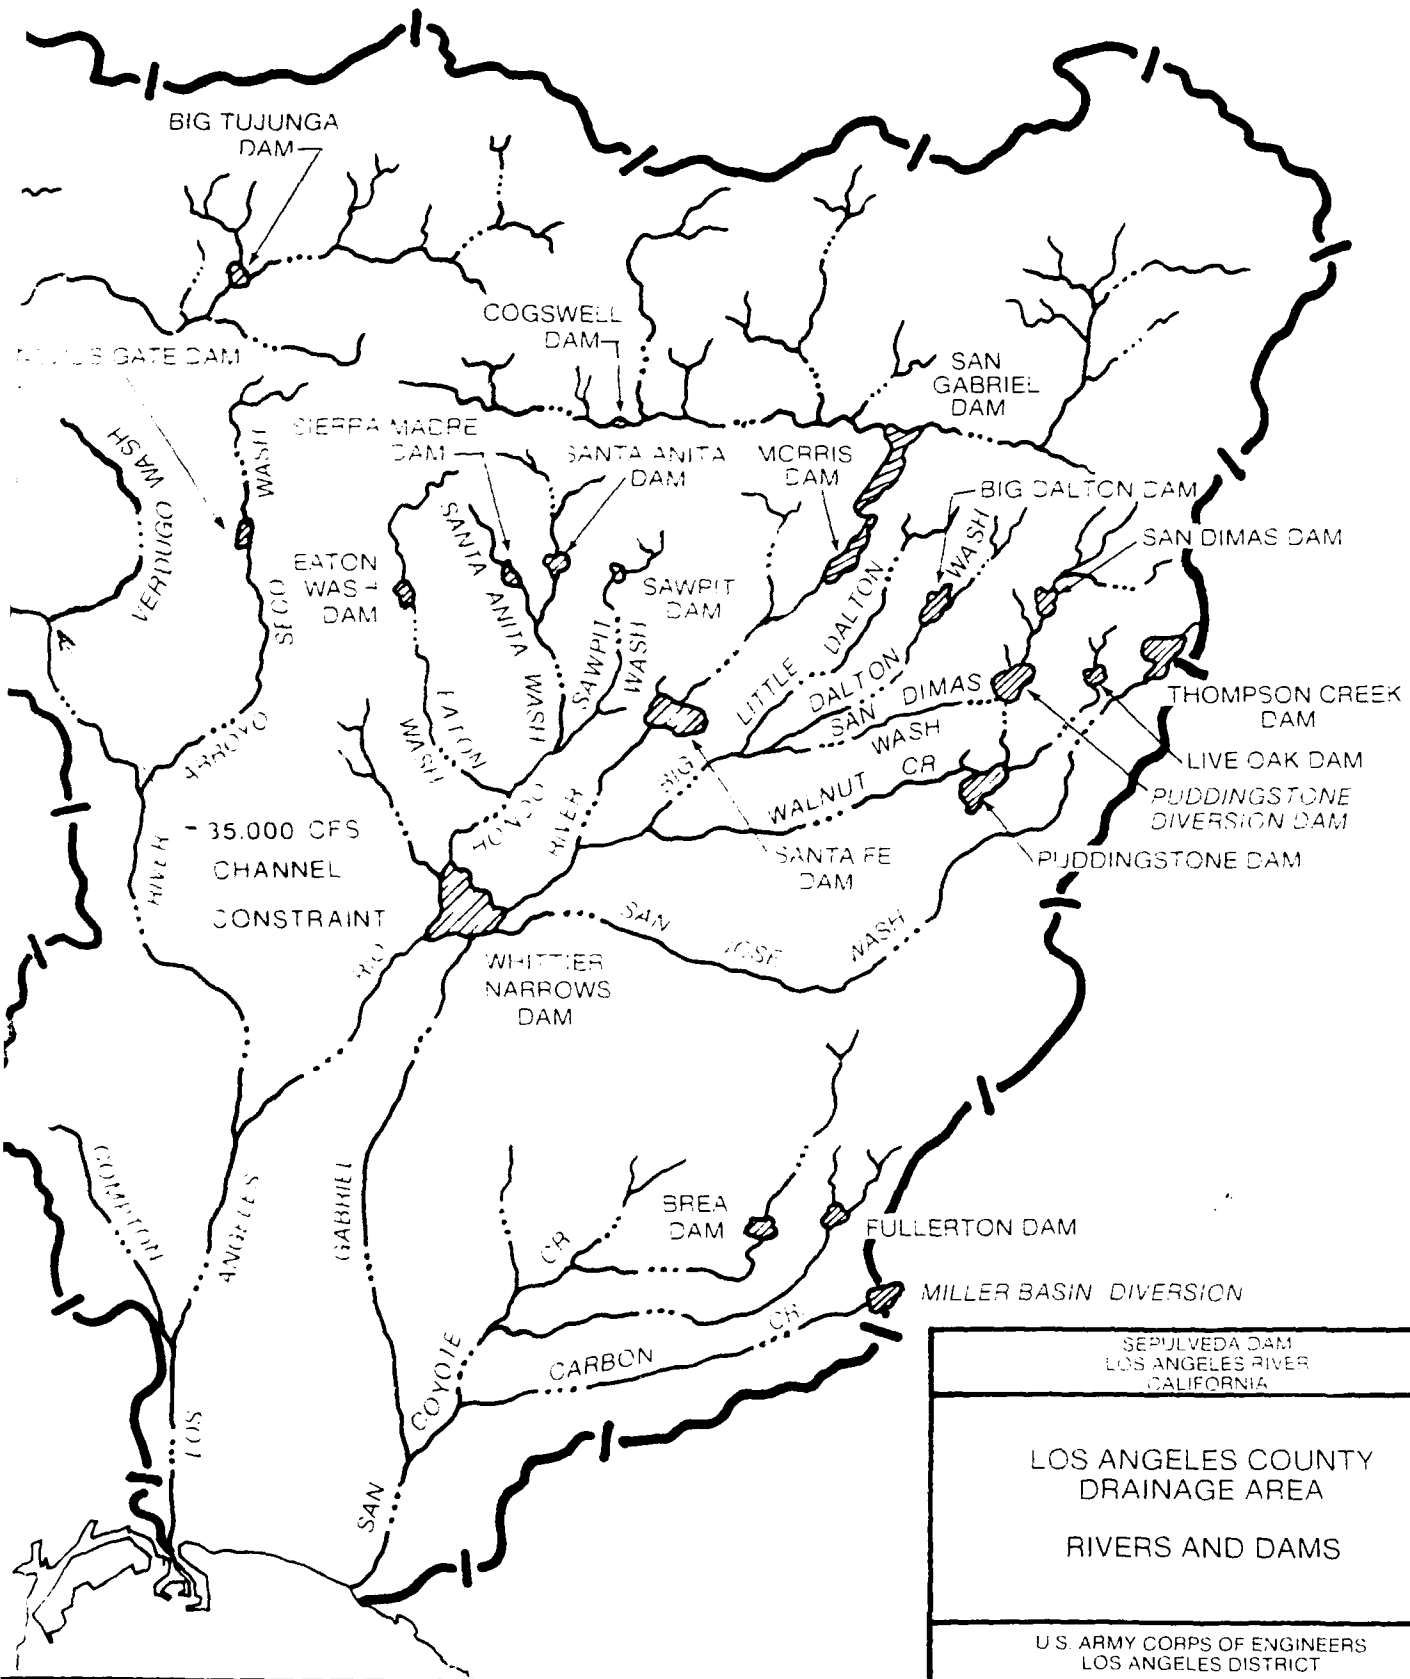 BIG TUJUNGA
DAM
COGSWELL
DAM
GATE DAM
SAN
GABRIEL
DAM
SIERRA MADRE
DAM
SANTA ANITA
DAM
MORRIS
DAM
BIG DALTON DAM
SAN DIMAS DAM
WASH
VERDUGO WASH
WASH
SECO
ARROYO
EATON
WASH
DAM
SANTA ANITA WASH
SAWPIT
DAM
SAWPIT
WASH
EATON
WASH
LITTLE DALTON
DALTON WASH
SAN DIMAS
WASH
BIG
WALNUT CR
THOMPSON CREEK
DAM
LIVE OAK DAM
PUDDINGSTONE
DIVERSION DAM
PUDDINGSTONE DAM
SANTA FE
DAM
HONDO
RIVER
RIVER
35.000 CFS
CHANNEL
CONSTRAINT
RIO
WHITTIER
NARROWS
DAM
SAN JOSE WASH
COMPTON
ANGELES
LOS
GABRIEL
SAN
BREA
DAM
CR
COYOTE
FULLERTON DAM
MILLER BASIN DIVERSION
CARBON CR
SEPULVEDA DAM
LOS ANGELES RIVER
CALIFORNIA
LOS ANGELES COUNTY
DRAINAGE AREA
RIVERS AND DAMS
U.S. ARMY CORPS OF ENGINEERS
LOS ANGELES DISTRICT